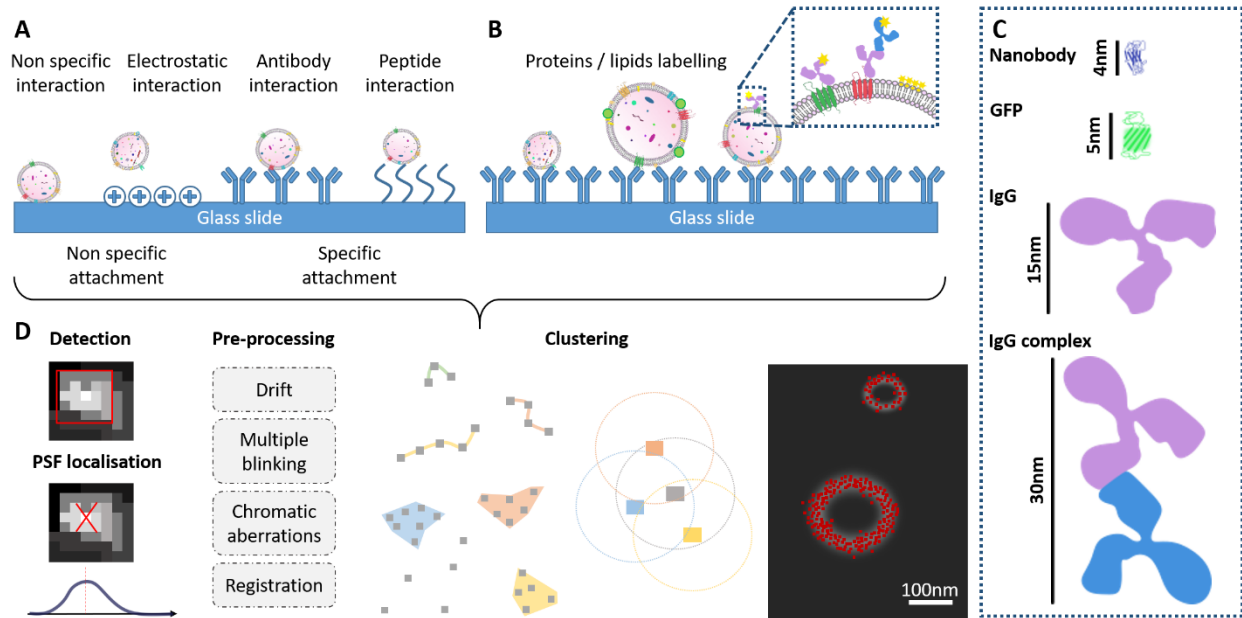 A
Non specific
interaction
Electrostatic
interaction
Antibody
interaction
Peptide
interaction
Glass slide
Non specific
attachment
Specific
attachment
B
Proteins / lipids labelling
Glass slide
C
Nanobody
4nm
GFP
5nm
IgG
15nm
IgG complex
30nm
D
Detection
PSF localisation
Pre-processing
Drift
Multiple
blinking
Chromatic
aberrations
Registration
Clustering
100nm